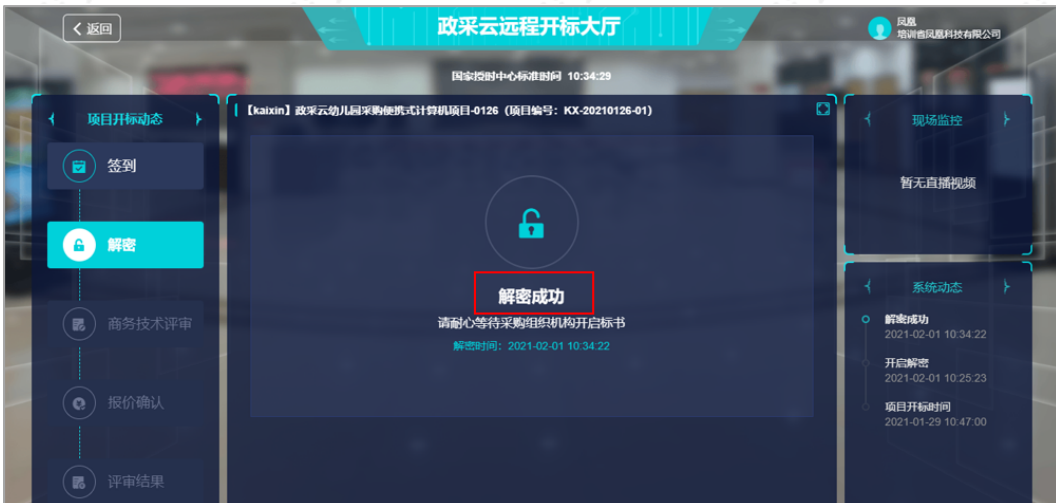 返回
政采云远程开标大厅
凤凰
培训省凤凰科技有限公司
国家授时中心标准时间 10:34:29
项目开标动态
签到
解密
商务技术评审
报价确认
评审结果
【kaixin】政采云幼儿园采购便携式计算机项目-0126（项目编号：KX-20210126-01）
解密成功
请耐心等待采购组织机构开启标书
解密时间：2021-02-01 10:34:22
现场监控
暂无直播视频
系统动态
解密成功
2021-02-01 10:34:22
开启解密
2021-02-01 10:25:23
项目开标时间
2021-01-29 10:47:00